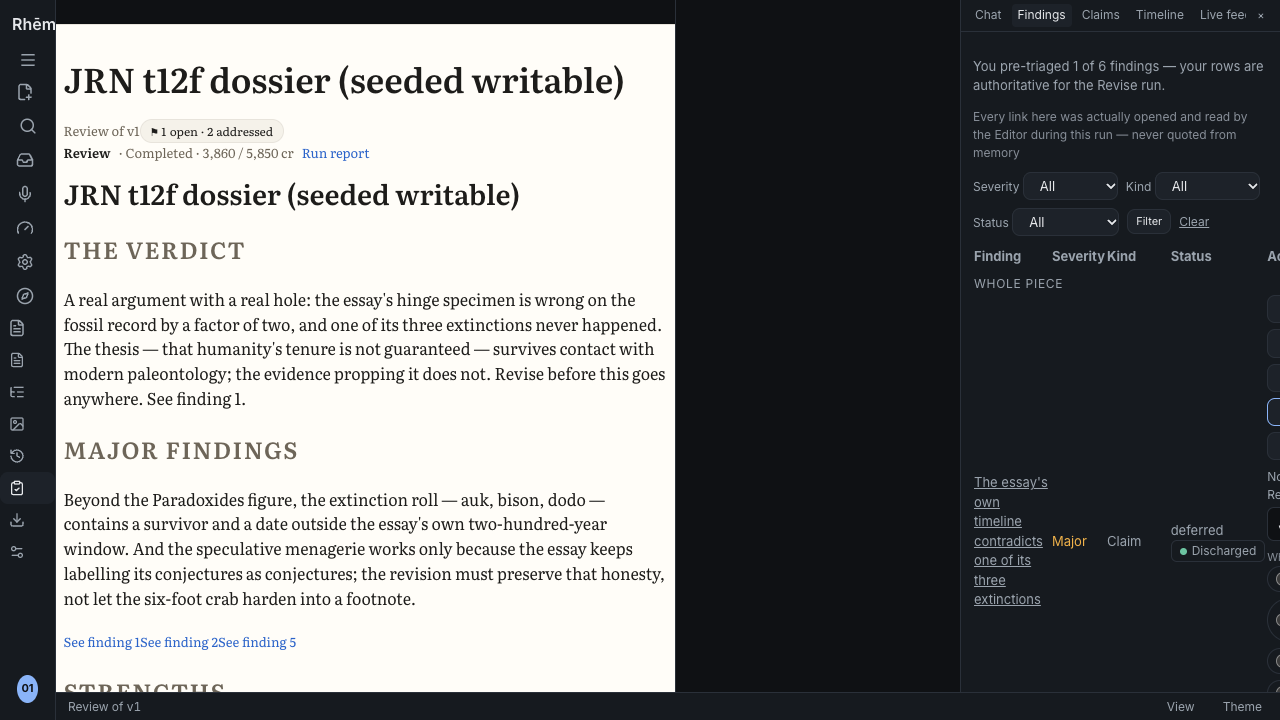 Rhēm
JRN t12f dossier (seeded writable)
Review of v1 1 open · 2 addressed
Review · Completed · 3,860 / 5,850 cr Run report
JRN t12f dossier (seeded writable)
THE VERDICT
A real argument with a real hole: the essay's hinge specimen is wrong on the
fossil record by a factor of two, and one of its three extinctions never happened.
The thesis — that humanity's tenure is not guaranteed — survives contact with
modern paleontology; the evidence propping it does not. Revise before this goes
anywhere. See finding 1.
MAJOR FINDINGS
Beyond the Paradoxides figure, the extinction roll — auk, bison, dodo —
contains a survivor and a date outside the essay's own two-hundred-year
window. And the speculative menagerie works only because the essay keeps
labelling its conjectures as conjectures; the revision must preserve that honesty,
not let the six-foot crab harden into a footnote.
See finding 1See finding 2See finding 5
STRENGTHS
01
Review of v1
View Theme
Chat Findings Claims Timeline Live fee ×
You pre-triaged 1 of 6 findings — your rows are
authoritative for the Revise run.
Every link here was actually opened and read by
the Editor during this run — never quoted from
memory
Severity All Kind All
Status All Filter Clear
Finding Severity Kind Status Ac
WHOLE PIECE
The essay's
own
timeline
contradicts
one of its
three
extinctions
Major Claim
deferred
Discharged
No
Re